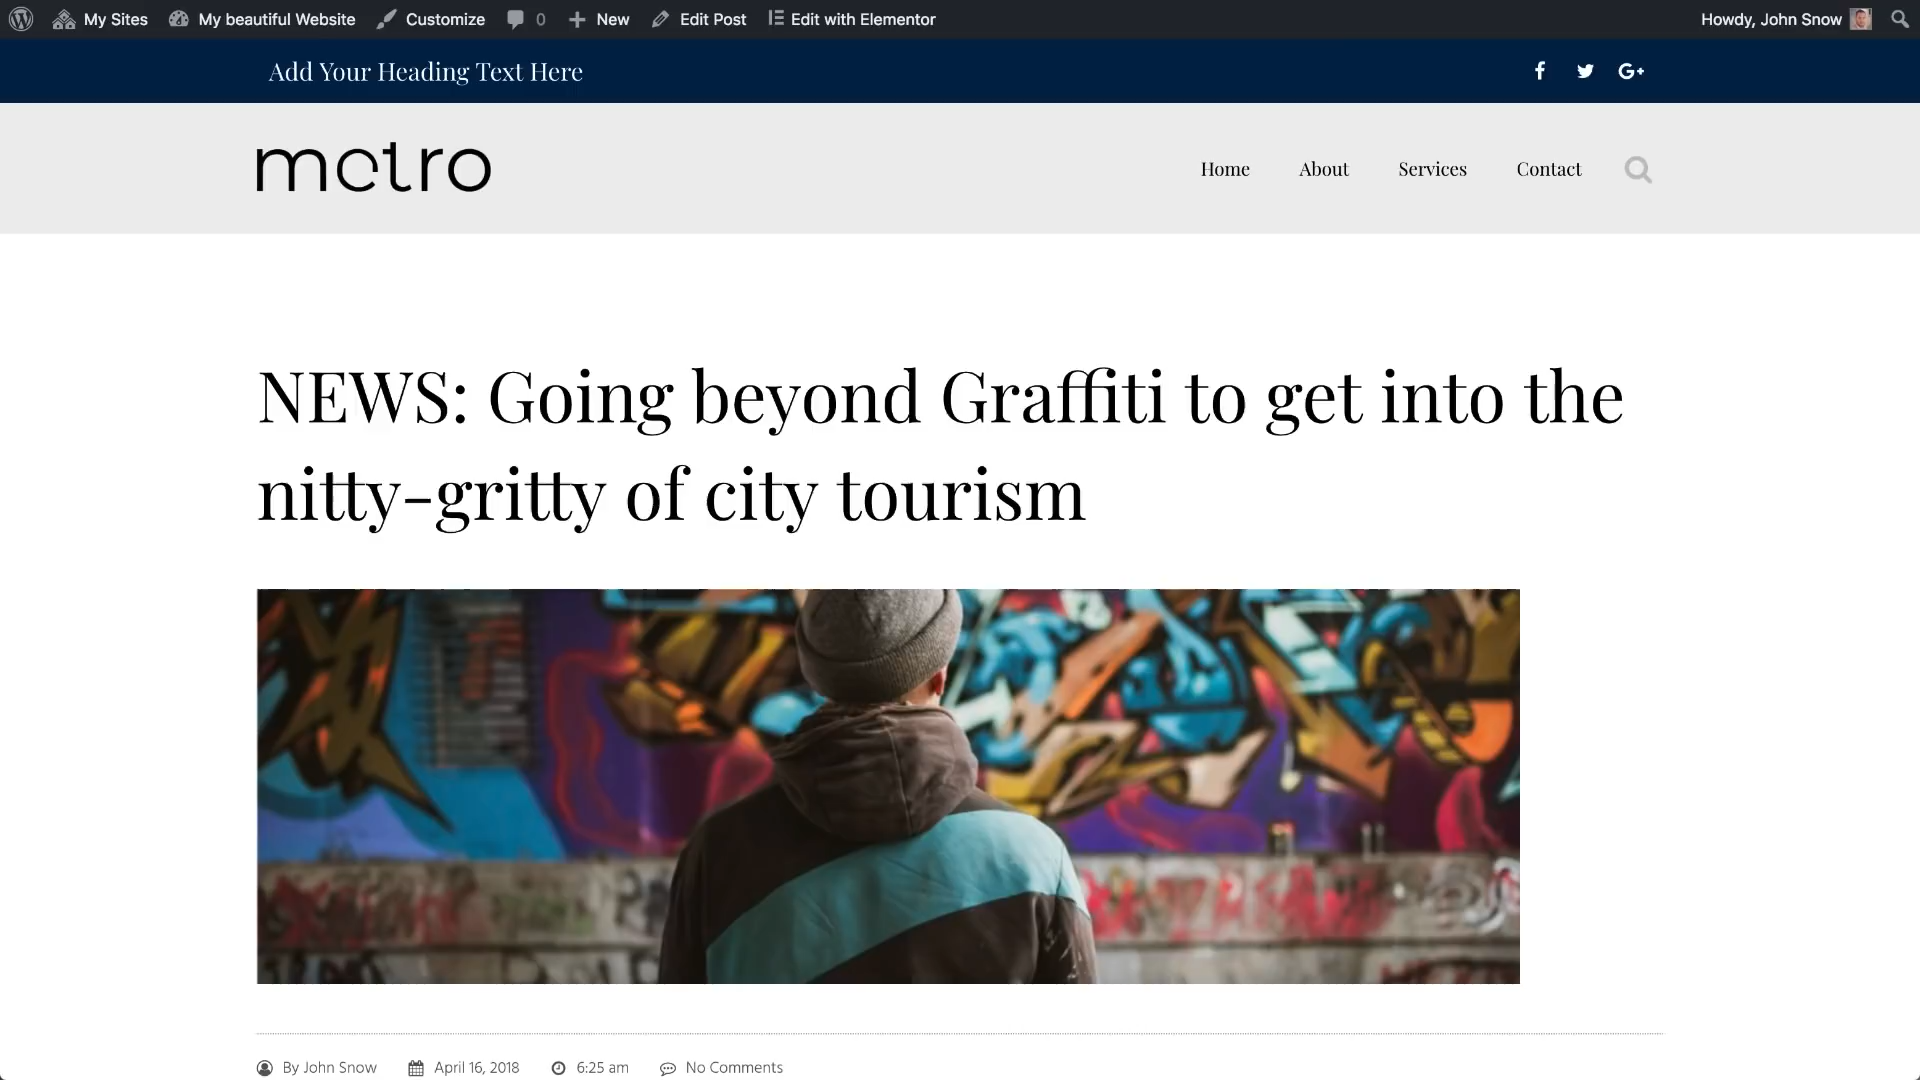 My Sites My beautiful Website Customize 0 New Edit Post Edit with Elementor Howdy, John Snow
Add Your Heading Text Here
metro Home About Services Contact
NEWS: Going beyond Graffiti to get into the
nitty-gritty of city tourism
By John Snow April 16, 2018 6:25 am No Comments